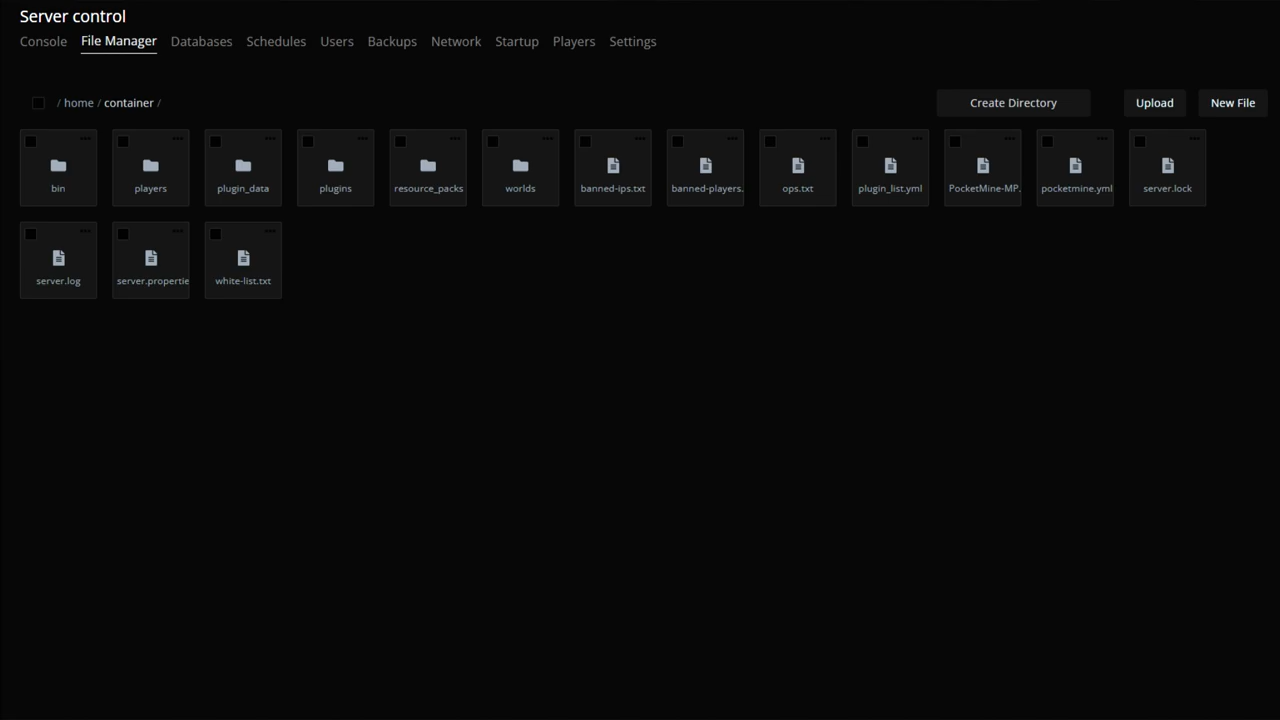 Server control
Console File Manager Databases Schedules Users Backups Network Startup Players Settings
/ home / container /
Create Directory
Upload
New File
bin players plugin_data plugins resource_packs worlds banned-ips.txt banned-players. ops.txt plugin_list.yml PocketMine-MP. pocketmine.yml server.lock
server.log server.propertie white-list.txt